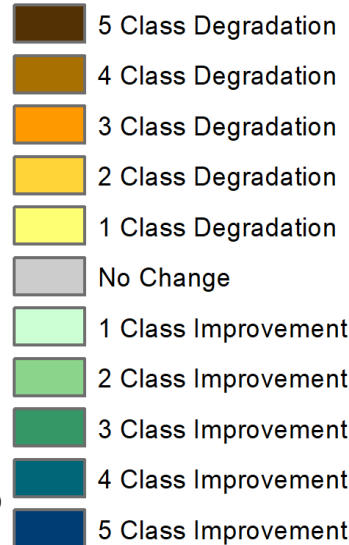 5 Class Degradation
4 Class Degradation
3 Class Degradation
2 Class Degradation
1 Class Degradation
No Change
1 Class Improvement
2 Class Improvement
3 Class Improvement
4 Class Improvement
5 Class Improvement